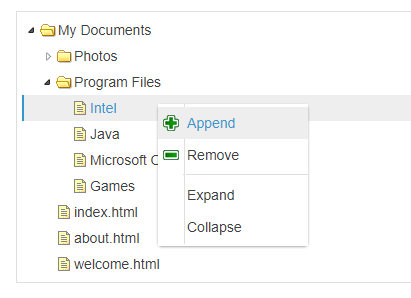 My Documents
Photos
Program Files
Intel
Java
Microsoft
Games
index.html
about.html
welcome.html
Append
Remove
Expand
Collapse